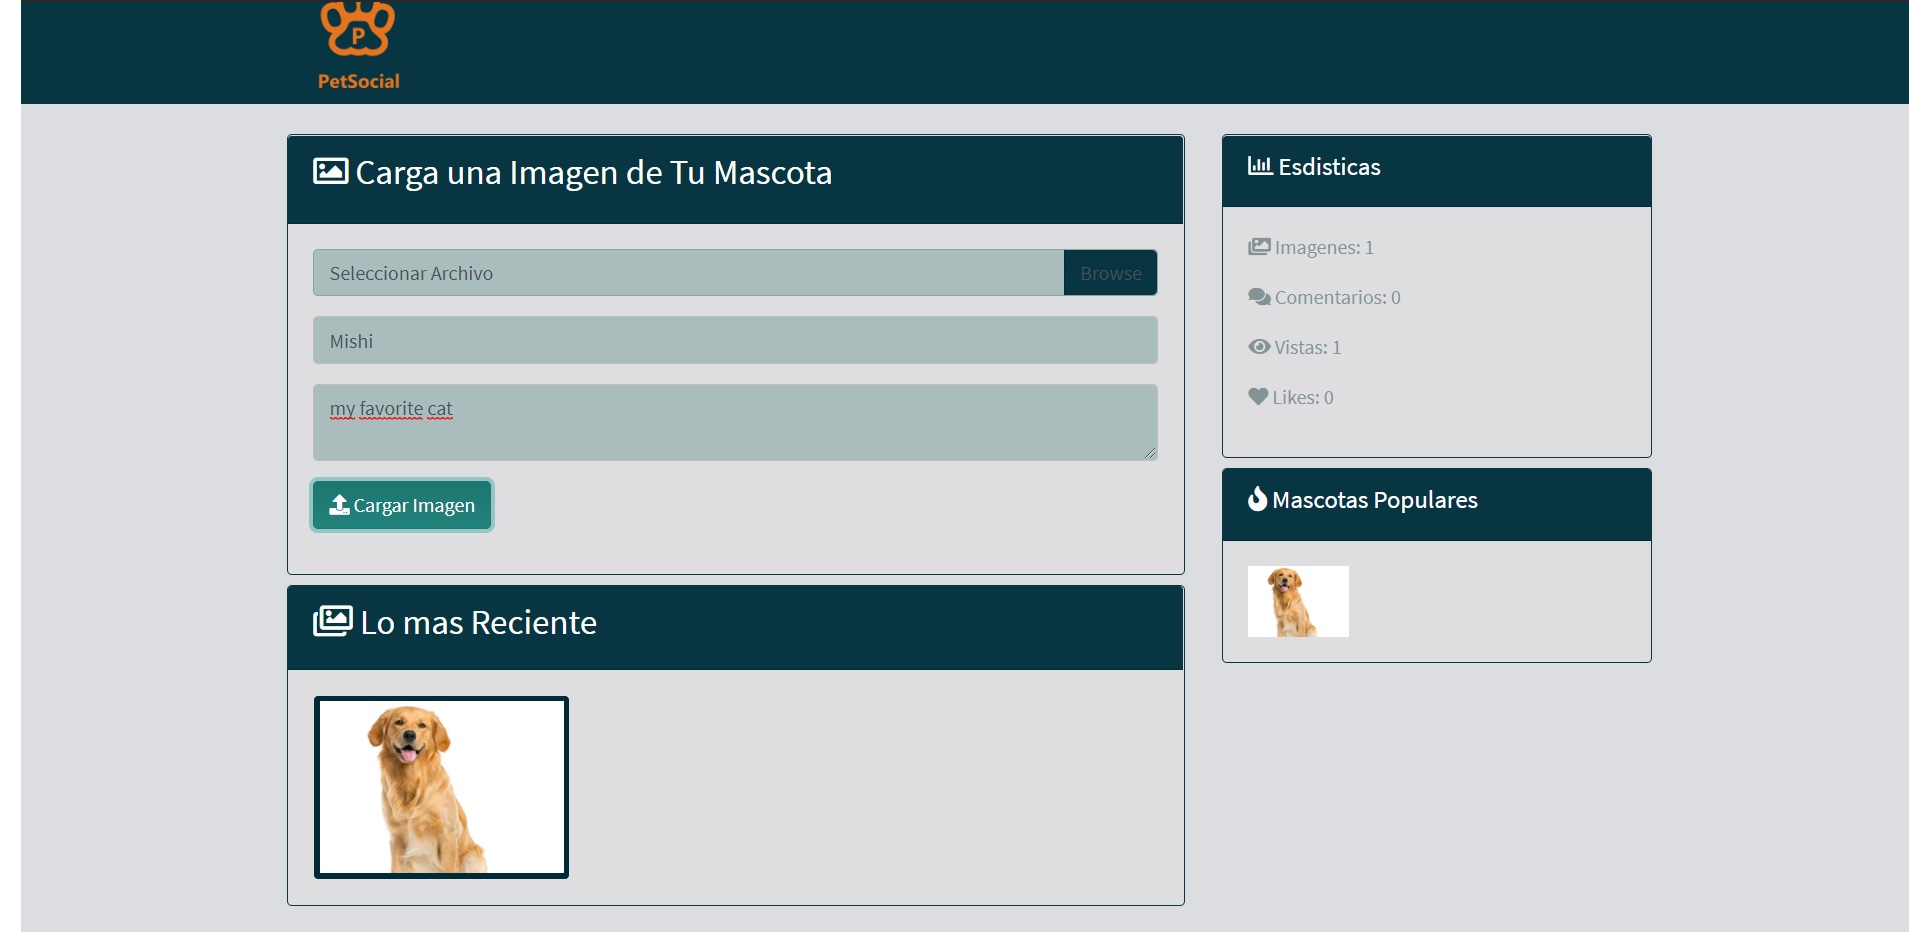 P
PetSocial
Carga una Imagen de Tu Mascota
Seleccionar Archivo
Browse
Mishi
my favorite cat
Cargar Imagen
Lo mas Reciente
Esdisticas
Imagenes: 1
Comentarios: 0
Vistas: 1
Likes: 0
Mascotas Populares